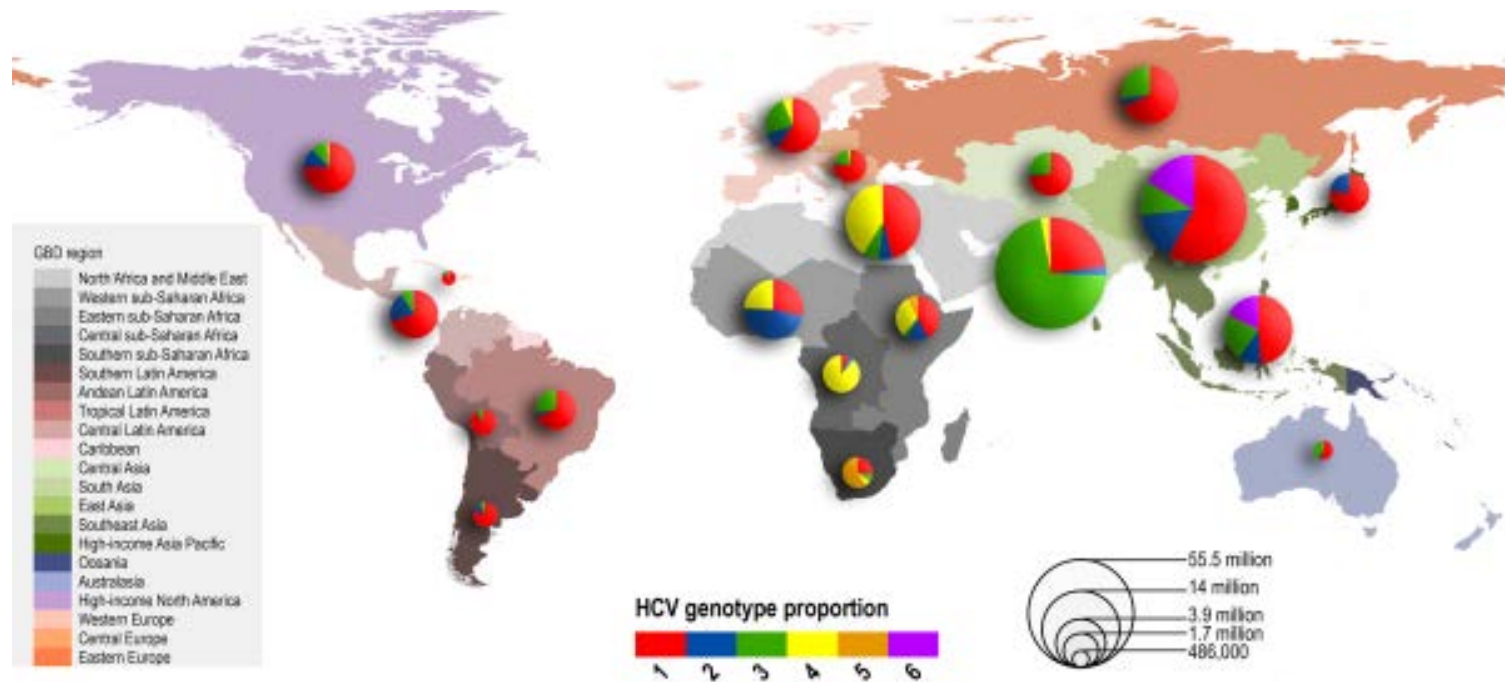 GBD region
North Africa and Middle East
Western sub-Saharan Africa
Eastern sub-Saharan Africa
Central sub-Saharan Africa
Southern sub-Saharan Africa
Southern Latin America
Andean Latin America
Tropical Latin America
Central Latin America
Caribbean
Central Asia
South Asia
East Asia
Southeast Asia
High-income Asia Pacific
Oceania
Australasia
High-income North America
Western Europe
Central Europe
Eastern Europe
HCV genotype proportion
1 2 3 4 5 6
55.5 million
14 million
3.9 million
1.7 million
486,000